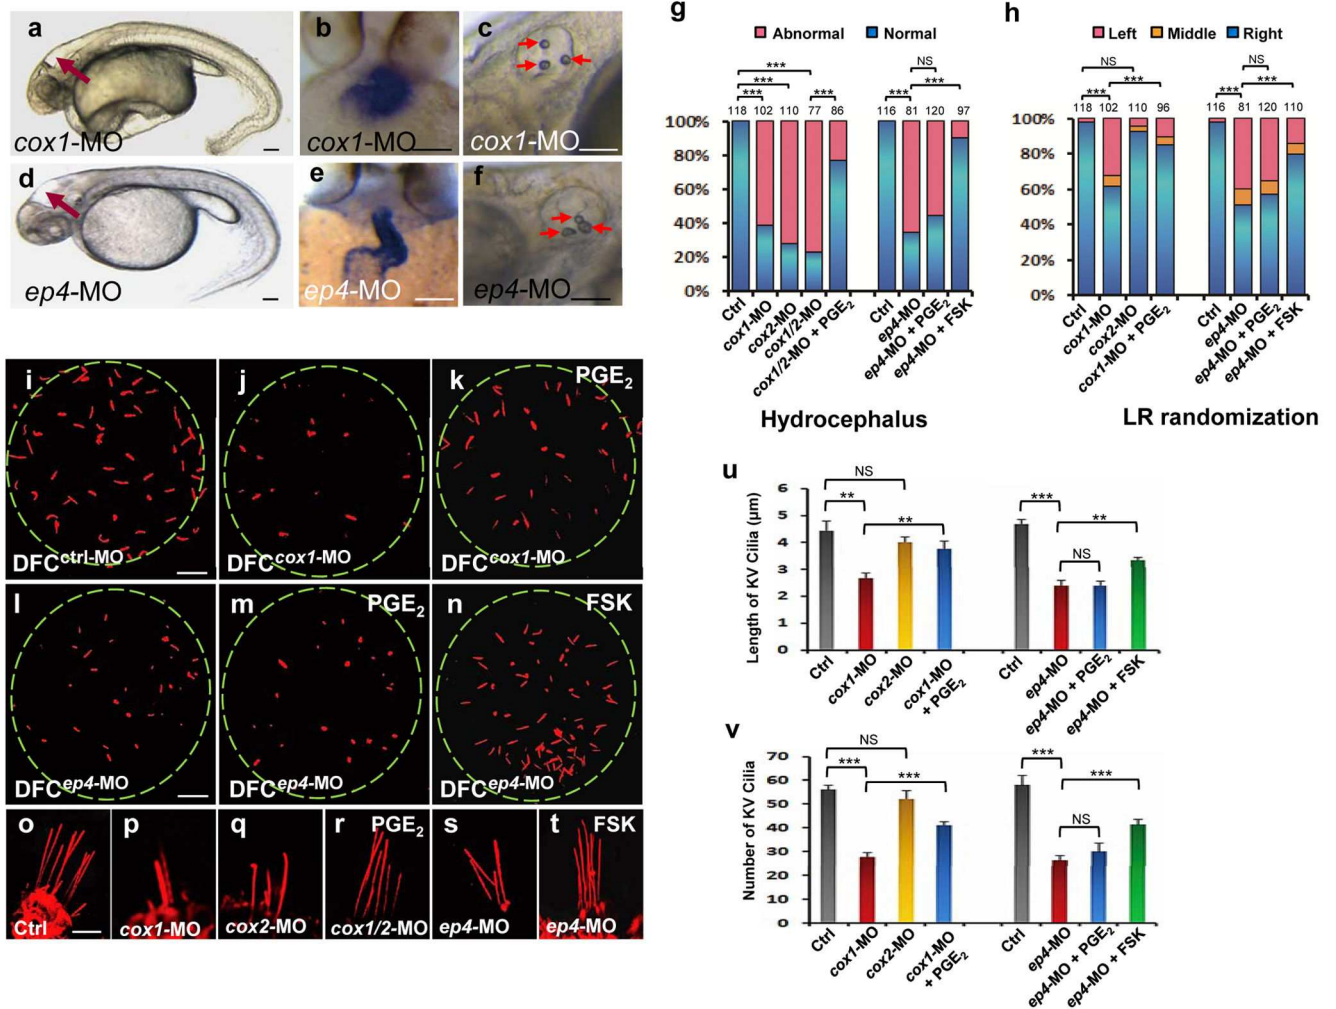 a
cox1-MO
b
cox1-MO
c
cox1-MO
d
ep4-MO
e
ep4-MO
f
ep4-MO
g
Abnormal Normal
NS
***
***
***
***
***
***
***
118 102 110 77 86 116 81 120 97
100%
80%
60%
40%
20%
0%
Ctrl
cox1-MO
cox2-MO
cox1/2-MO
cox1/2-MO + PGE2
Ctrl
ep4-MO
ep4-MO + PGE2
ep4-MO + FSK
Hydrocephalus
h
Left Middle Right
NS
NS
***
***
***
***
118 102 110 96 116 81 120 110
100%
80%
60%
40%
20%
0%
Ctrl
cox1-MO
cox2-MO
cox1-MO + PGE2
Ctrl
ep4-MO
ep4-MO + PGE2
ep4-MO + FSK
LR randomization
i
DFCctrl-MO
j
DFCcox1-MO
k PGE2
DFCcox1-MO
l
DFCep4-MO
m PGE2
DFCep4-MO
n FSK
DFCep4-MO
o
Ctrl
p
cox1-MO
q
cox2-MO
r PGE2
cox1/2-MO
s
ep4-MO
t FSK
ep4-MO
u
Length of KV Cilia (µm)
6
5
4
3
2
1
0
NS
**
**
***
**
NS
Ctrl
cox1-MO
cox2-MO
cox1-MO
+ PGE2
Ctrl
ep4-MO
ep4-MO + PGE2
ep4-MO + FSK
v
Number of KV Cilia
70
60
50
40
30
20
10
0
NS
***
***
***
***
NS
Ctrl
cox1-MO
cox2-MO
cox1-MO
+ PGE2
Ctrl
ep4-MO
ep4-MO + PGE2
ep4-MO + FSK